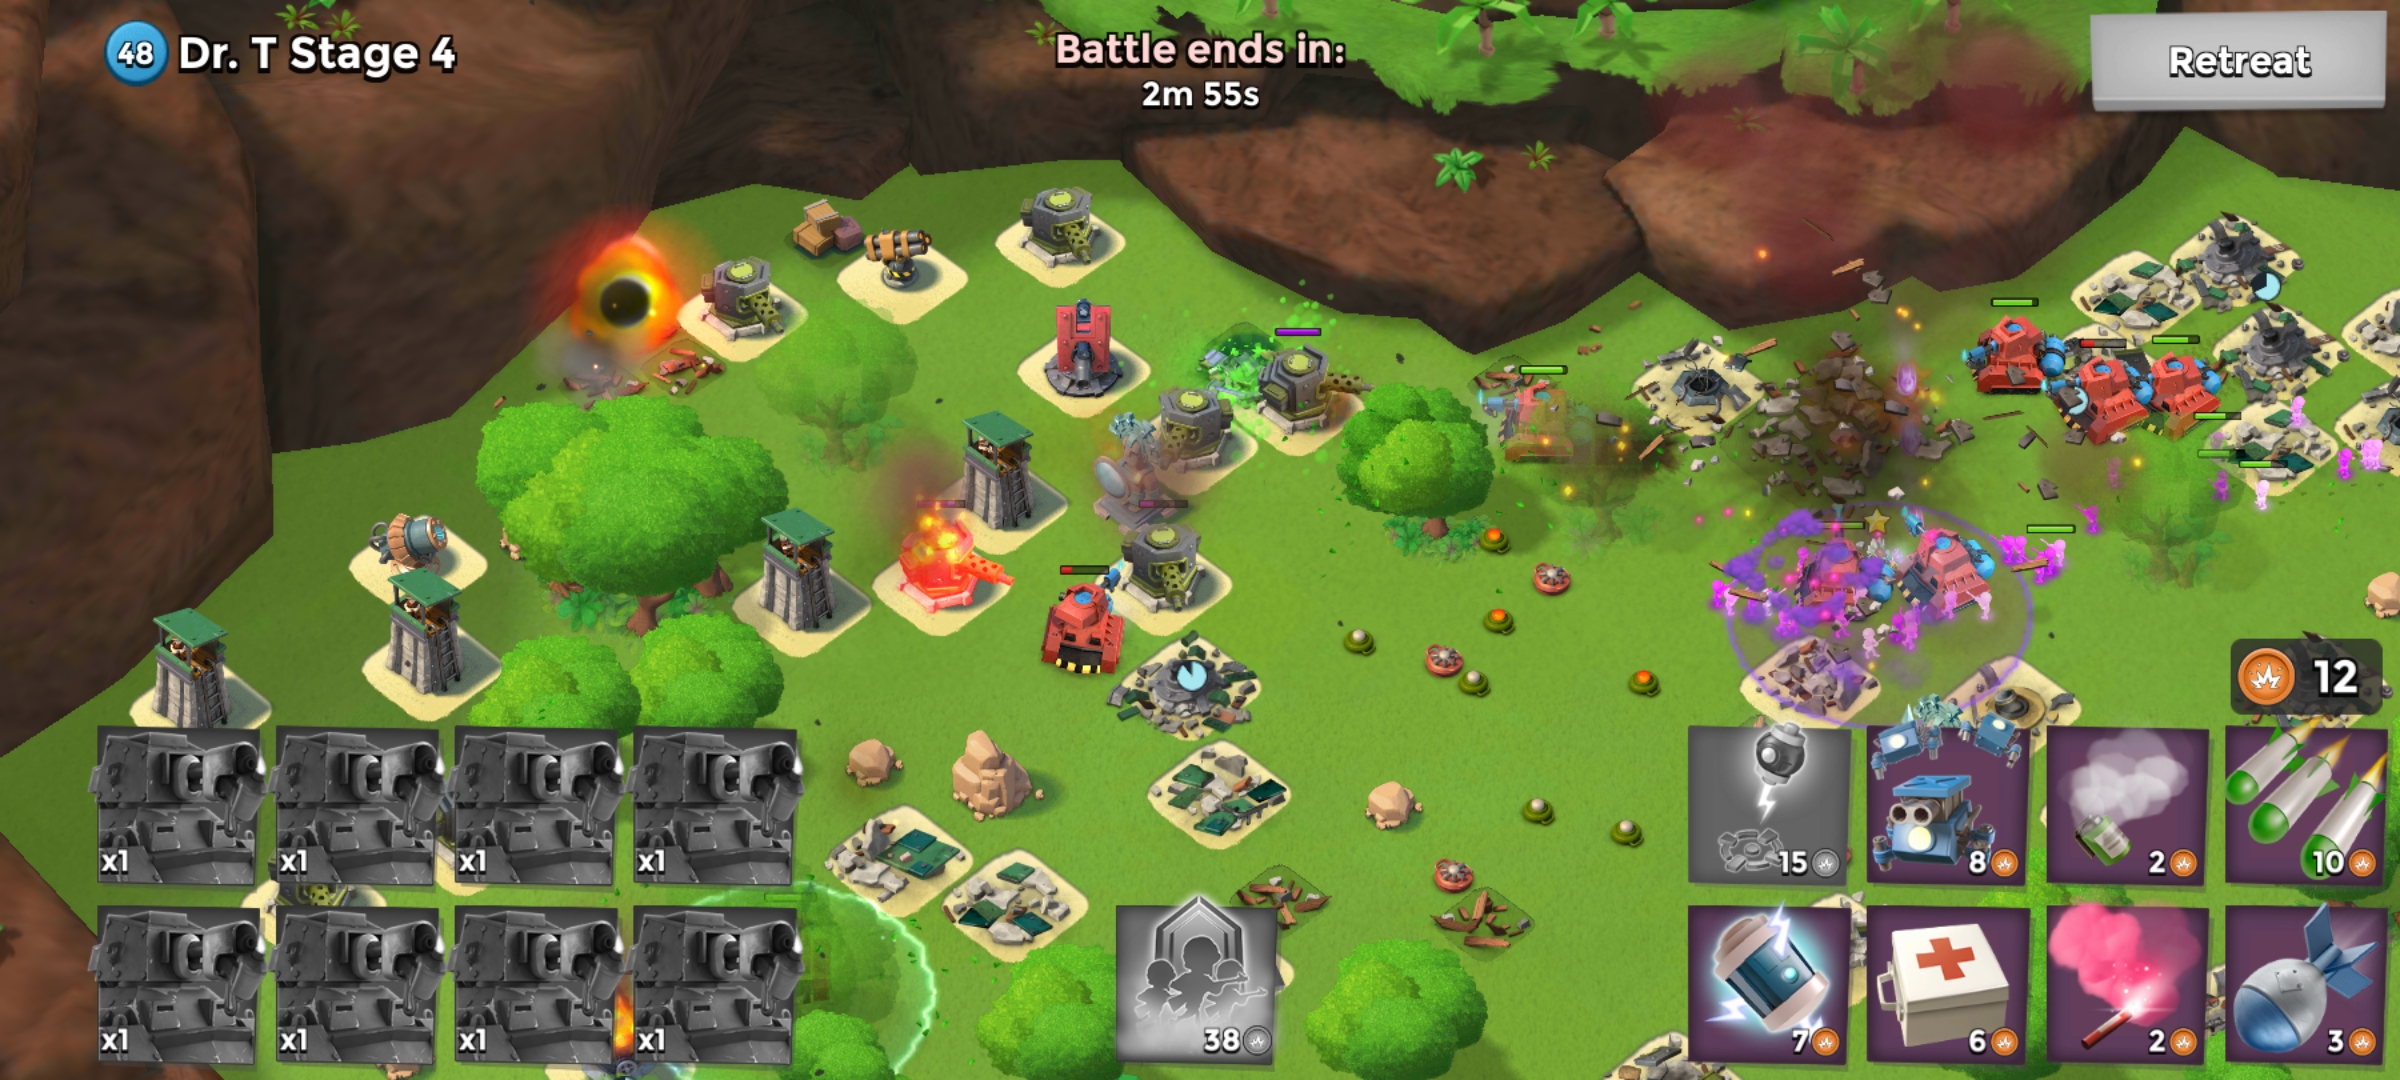 48 Dr. T Stage 4
Battle ends in:
2m 55s
Retreat
12
x1 x1 x1 x1
15 8 2 10
x1 x1 x1 x1
38
7 6 2 3